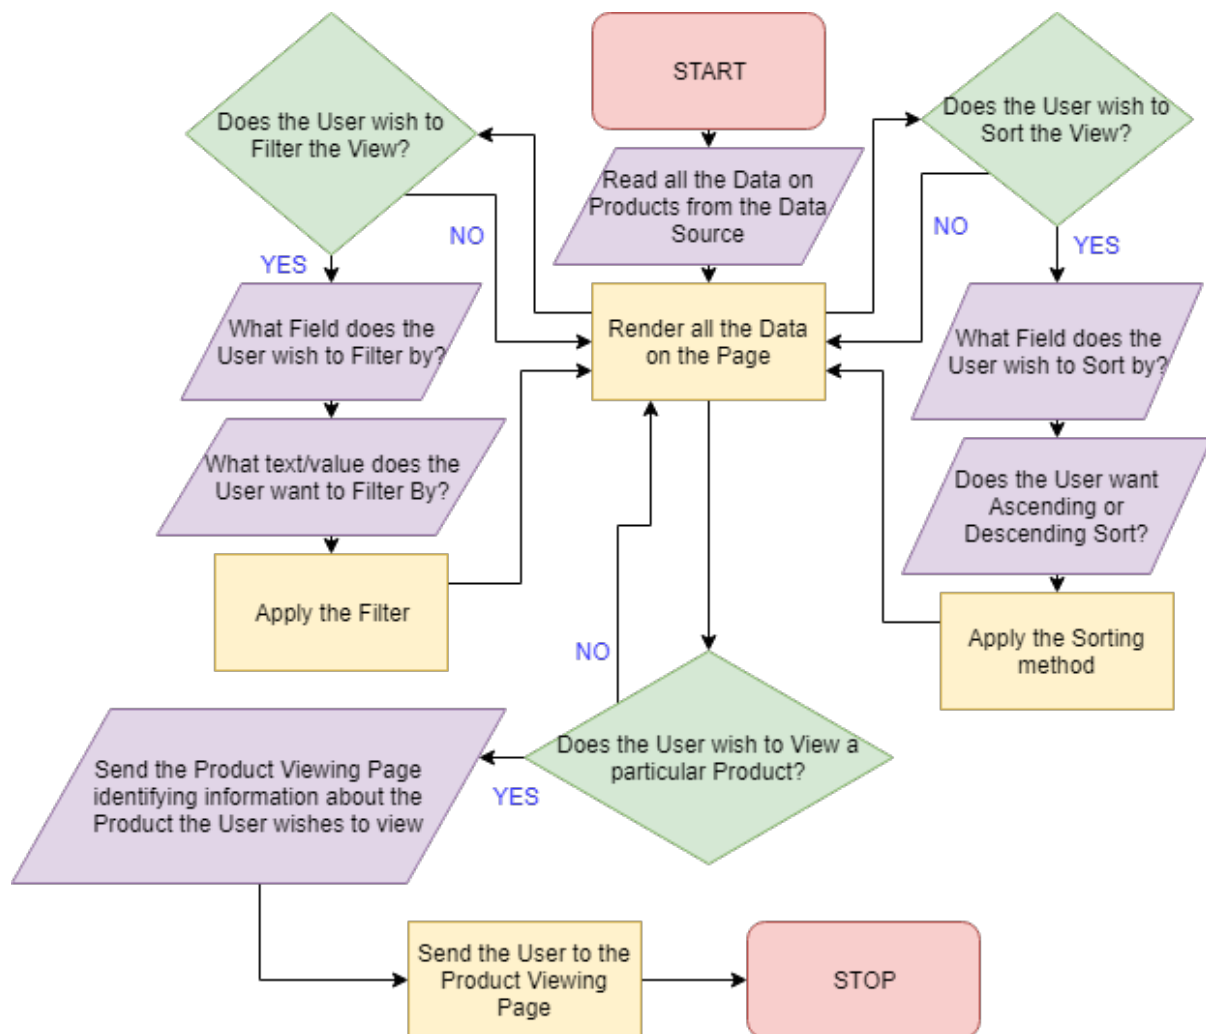 START
Does the User wish to
Filter the View?
Does the User wish to
Sort the View?
Read all the Data on
Products from the Data
Source
NO
NO
YES
YES
What Field does the
User wish to Filter by?
Render all the Data
on the Page
What Field does the
User wish to Sort by?
What text/value does the
User want to Filter By?
Does the User want
Ascending or
Descending Sort?
Apply the Filter
Apply the Sorting
method
NO
Does the User wish to View a
particular Product?
YES
Send the Product Viewing Page
identifying information about the
Product the User wishes to view
Send the User to the
Product Viewing
Page
STOP